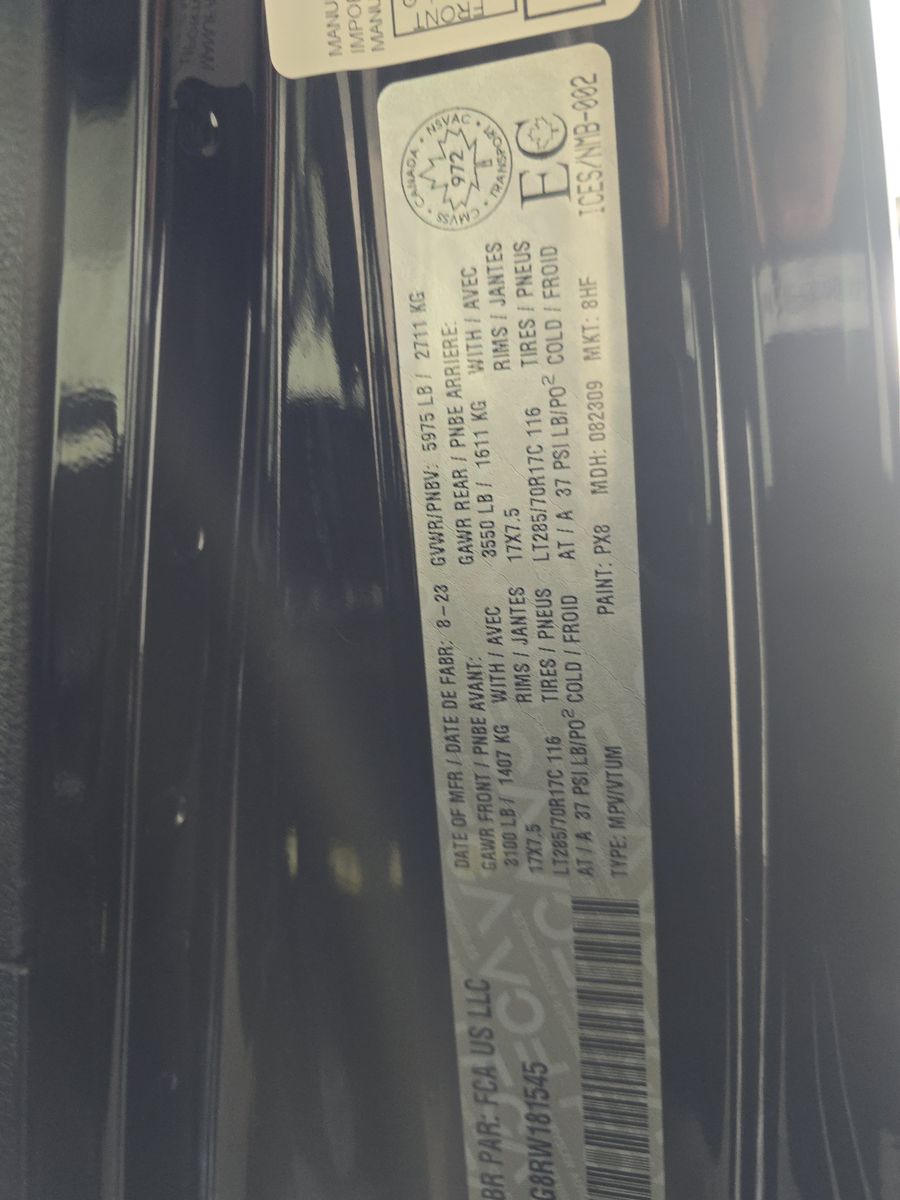 BR.PAR: FCA US LLC
G8RW181545
DATE OF MFR / DATE DE FABR: 8-23
GAWR FRONT / PNBE AVANT:
3100 LB / 1407 KG WITH / AVEC
17X7.5 RIMS / JANTES
LT285/70R17C 116 TIRES / PNEUS
AT / A 37 PSI LB/PO² COLD / FROID
TYPE: MPV/VTUM
GVWR/PNBV: 5975 LB / 2711 KG
GAWR REAR / PNBE ARRIERE:
3550 LB / 1611 KG WITH / AVEC
17X7.5 RIMS / JANTES
LT285/70R17C 116 TIRES / PNEUS
AT / A 37 PSI LB/PO² COLD / FROID
PAINT: PX8 MDH: 082309 MKT: 8HF
CANADA • NSVAC • TRANSPORT • CMVSS
972
EC
ICES/NMB-002
MANU
IMPO
MANU